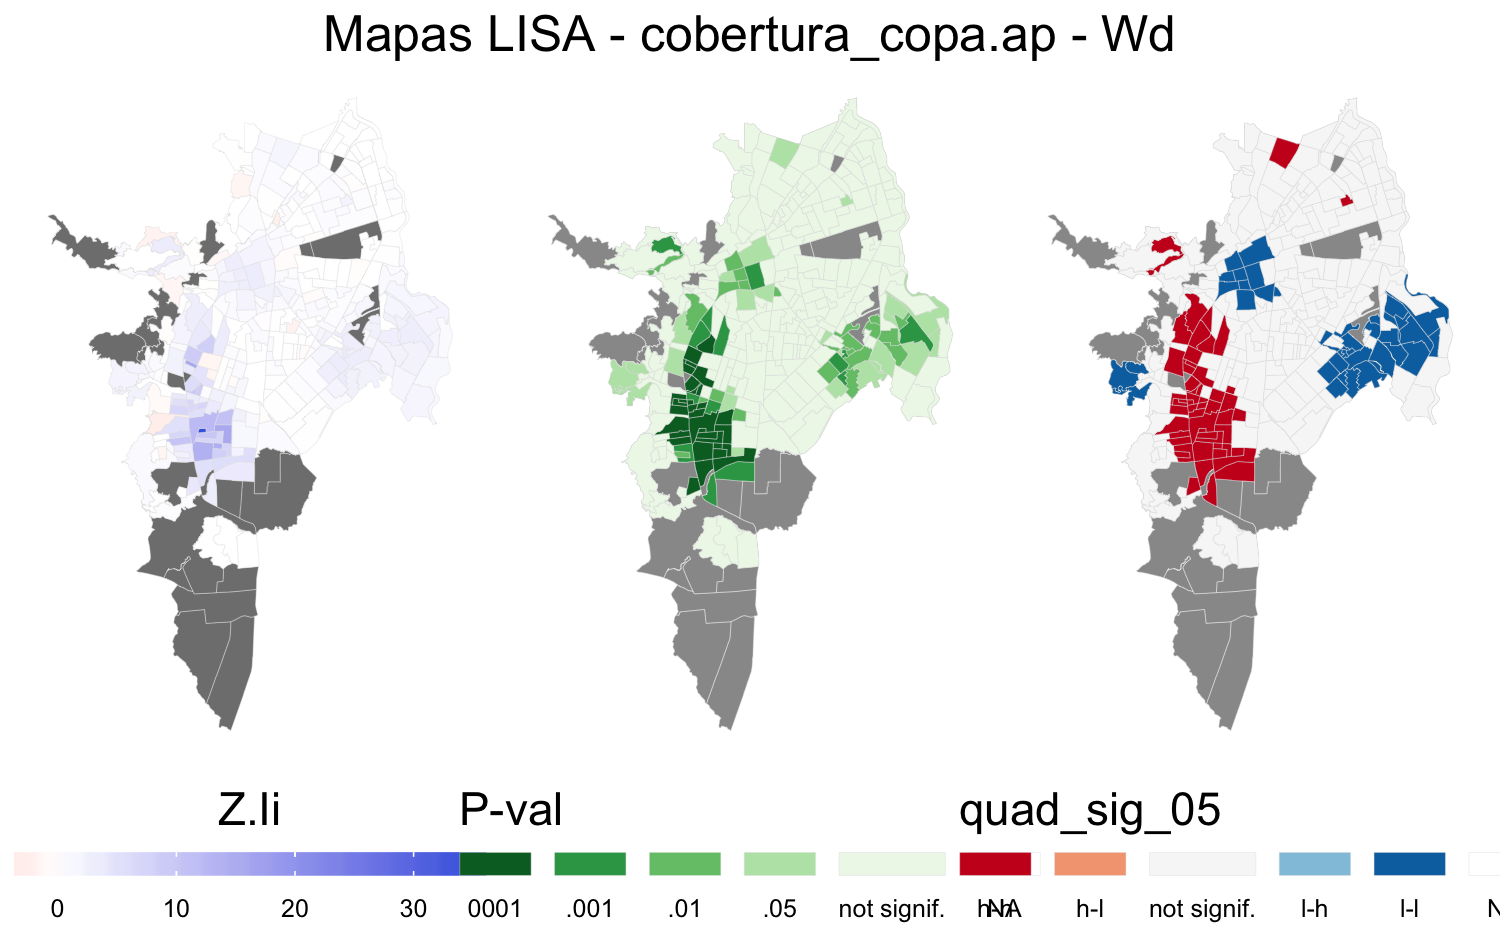 Mapas LISA - cobertura_copa.ap - Wd
Z.Ii P-val quad_sig_05
0 10 20 30 0001 .001 .01 .05 not signif. NA h-l not signif. l-h l-l